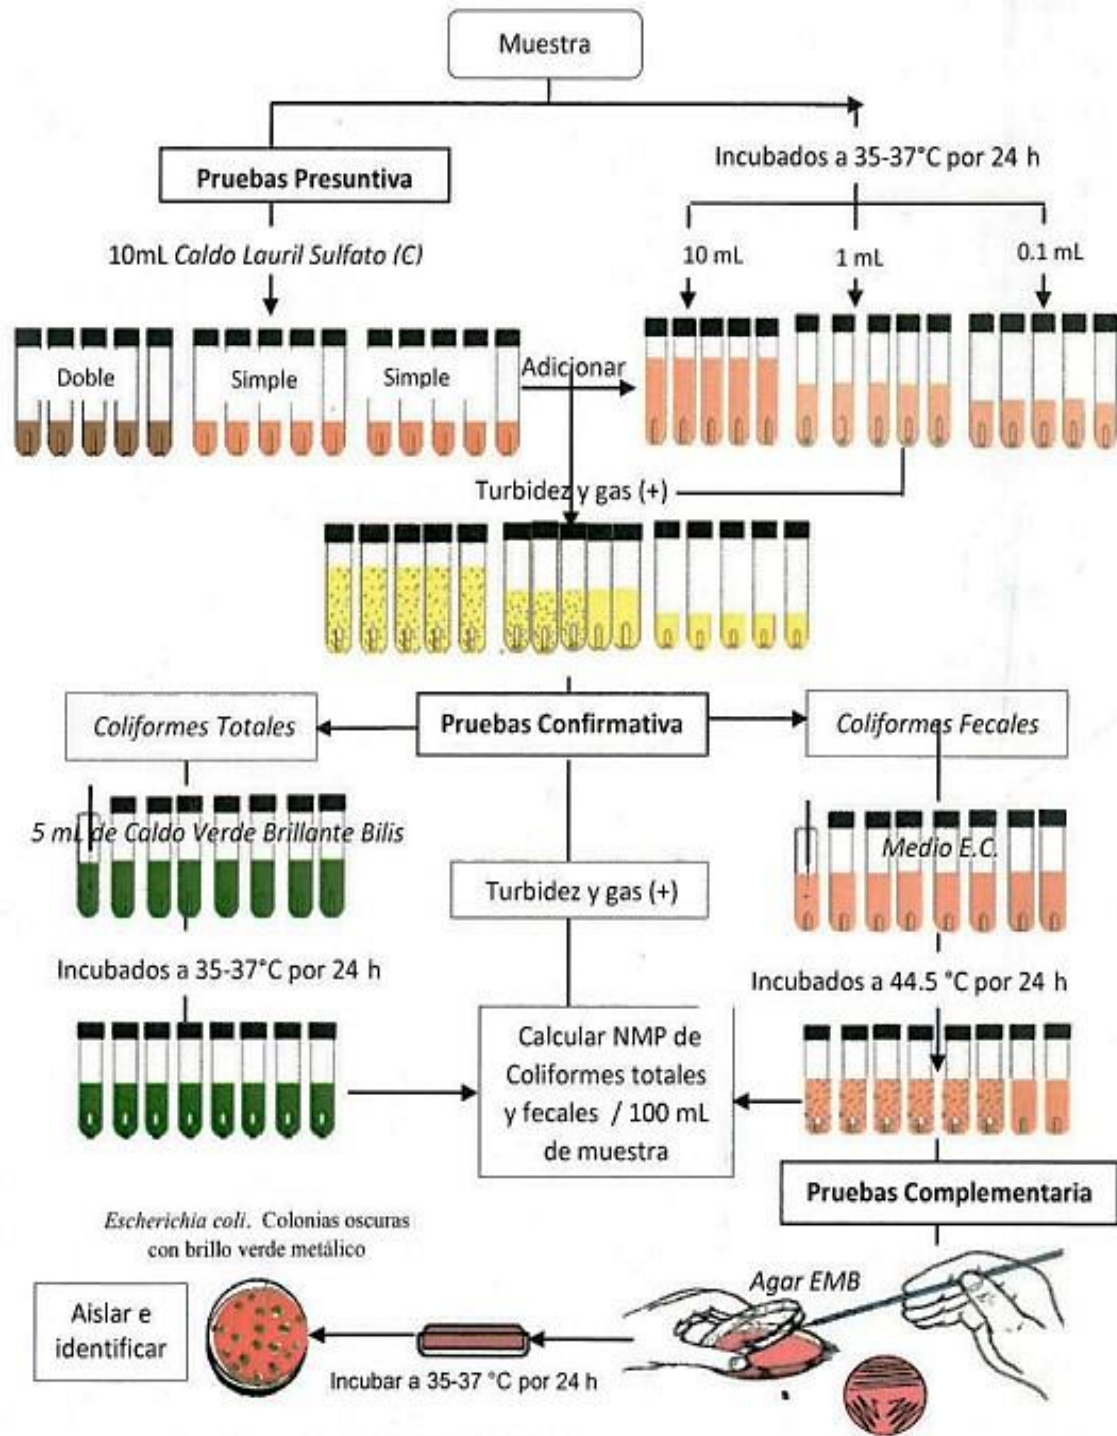 Muestra
Pruebas Presuntiva
Incubados a 35-37°C por 24 h
10mL Caldo Lauril Sulfato (C)
10 mL
1 mL
0.1 mL
Doble
Simple
Simple
Adicionar
Turbidez y gas (+)
Coliformes Totales
Pruebas Confirmativa
Coliformes Fecales
5 mL de Caldo Verde Brillante Bilis
Medio E.C.
Turbidez y gas (+)
Incubados a 35-37°C por 24 h
Incubados a 44.5 °C por 24 h
Calcular NMP de
Coliformes totales
y fecales / 100 mL
de muestra
Pruebas Complementaria
Escherichia coli. Colonias oscuras
con brillo verde metálico
Agar EMB
Aislar e
identificar
Incubar a 35-37 °C por 24 h